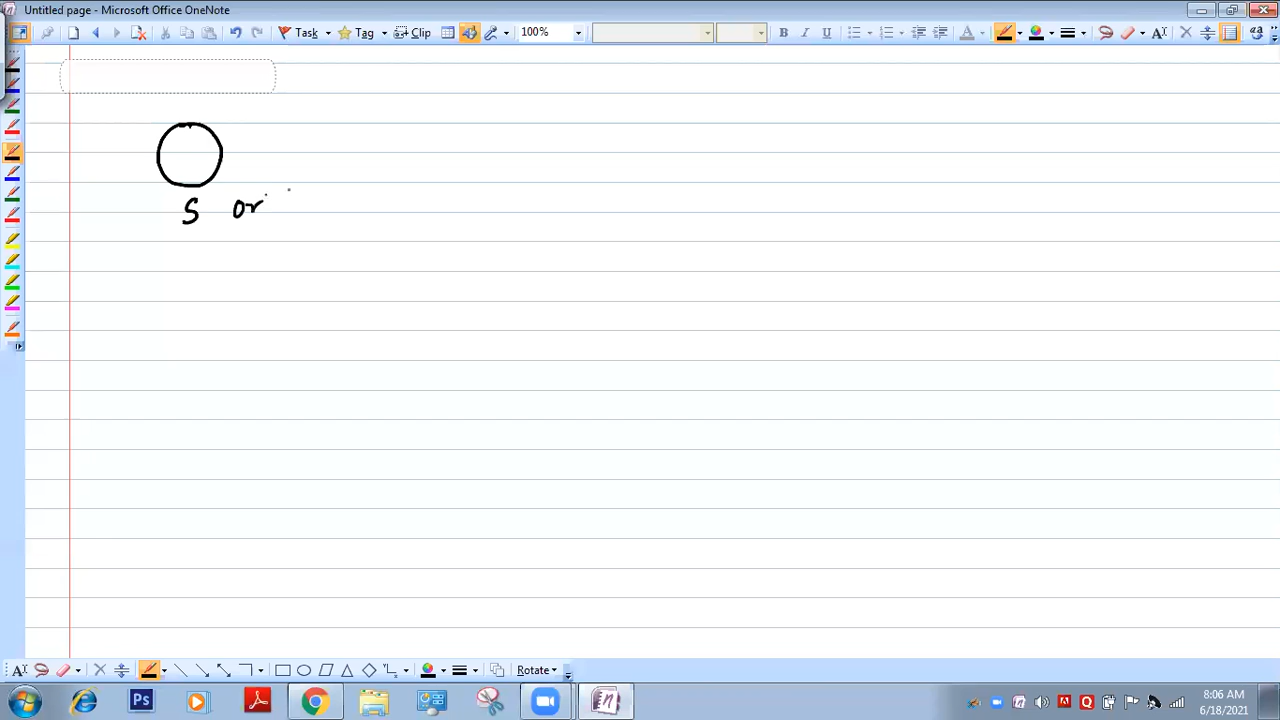 Untitled page - Microsoft Office OneNote
Task Tag Clip 100% B I U A
S or
Rotate
8:06 AM
6/18/2021